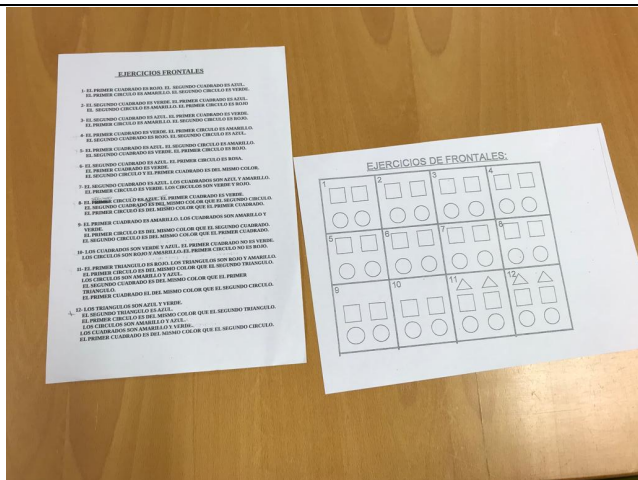 EJERCICIOS FRONTALES
1- EL PRIMER CUADRADO ES ROJO. EL SEGUNDO CUADRADO ES AZUL.
EL PRIMER CIRCULO ES AMARILLO. EL SEGUNDO CIRCULO ES VERDE.
2- EL SEGUNDO CUADRADO ES VERDE. EL PRIMER CUADRADO ES AZUL.
EL SEGUNDO CIRCULO ES AMARILLO. EL PRIMER CIRCULO ES ROJO
3- EL SEGUNDO CUADRADO ES AZUL. EL PRIMER CUADRADO ES VERDE.
EL PRIMER CIRCULO ES AMARILLO. EL SEGUNDO CIRCULO ES ROJO.
4- EL PRIMER CUADRADO ES VERDE. EL PRIMER CIRCULO ES AMARILLO.
EL SEGUNDO CUADRADO ES ROJO. EL SEGUNDO CIRCULO ES AZUL.
5- EL PRIMER CUADRADO ES AZUL. EL SEGUNDO CIRCULO ES AMARILLO.
EL SEGUNDO CUADRADO ES VERDE. EL PRIMER CIRCULO ES ROJO.
6- EL SEGUNDO CUADRADO ES AZUL. EL PRIMER CIRCULO ES ROSA.
EL PRIMER CUADRADO ES VERDE.
EL SEGUNDO CIRCULO Y EL PRIMER CUADRADO ES DEL MISMO COLOR.
7- EL SEGUNDO CUADRADO ES AZUL. LOS CUADRADOS SON AZUL Y AMARILLO.
EL PRIMER CIRCULO ES VERDE. LOS CIRCULOS SON VERDE Y ROJO.
8- EL CIRCULO ES AZUL. EL PRIMER CUADRADO ES VERDE.
EL SEGUNDO CUADRADO ES DEL MISMO COLOR QUE EL SEGUNDO CIRCULO.
EL PRIMER CIRCULO ES DEL MISMO COLOR QUE EL PRIMER CUADRADO.
9- EL PRIMER CUADRADO ES AMARILLO. LOS CUADRADOS SON AMARILLO Y
VERDE.
EL PRIMER CIRCULO ES DEL MISMO COLOR QUE EL SEGUNDO CUADRADO.
EL SEGUNDO CIRCULO ES DEL MISMO COLOR QUE EL PRIMER CUADRADO.
10- LOS CUADRADOS SON VERDE Y AZUL. EL PRIMER CUADRADO NO ES VERDE.
LOS CIRCULOS SON ROJO Y AMARILLO. EL PRIMER CIRCULO NO ES ROJO.
11- EL PRIMER TRIANGULO ES ROJO. LOS TRIANGULOS SON ROJO Y AMARILLO.
EL PRIMER CIRCULO ES DEL MISMO COLOR QUE EL SEGUNDO TRIANGULO.
LOS CIRCULOS SON AMARILLO Y AZUL.
EL SEGUNDO CUADRADO ES DEL MISMO COLOR QUE EL PRIMER
TRIANGULO.
EL PRIMER CUADRADO EL DEL MISMO COLOR QUE EL SEGUNDO CIRCULO.
12- LOS TRIANGULOS SON AZUL Y VERDE.
EL SEGUNDO TRIANGULO ES AZUL.
EL PRIMER CIRCULO ES DEL MISMO COLOR QUE EL SEGUNDO TRIANGULO.
LOS CIRCULOS SON AMARILLO Y AZUL.
LOS CUADRADOS SON AMARILLO Y VERDE.
EL PRIMER CUADRADO ES DEL MISMO COLOR QUE EL SEGUNDO CIRCULO.
EJERCICIOS DE FRONTALES:
1 2 3 4
5 6 7 8
9 10 11 12